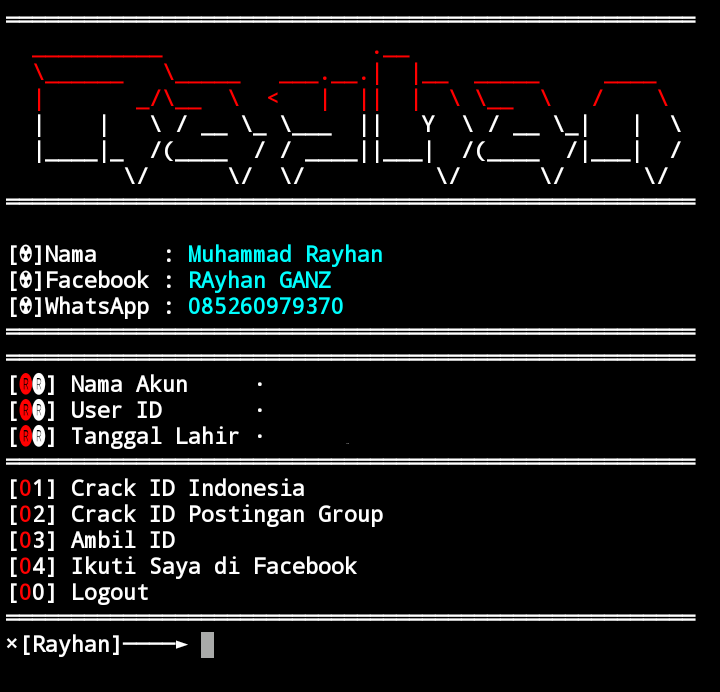 Rayhan
[☢]Nama : Muhammad Rayhan
[☢]Facebook : RAyhan GANZ
[☢]WhatsApp : 085260979370
[🅡🅡] Nama Akun ·
[🅡🅡] User ID ·
[🅡🅡] Tanggal Lahir ·
[01] Crack ID Indonesia
[02] Crack ID Postingan Group
[03] Ambil ID
[04] Ikuti Saya di Facebook
[00] Logout
×[Rayhan]────►